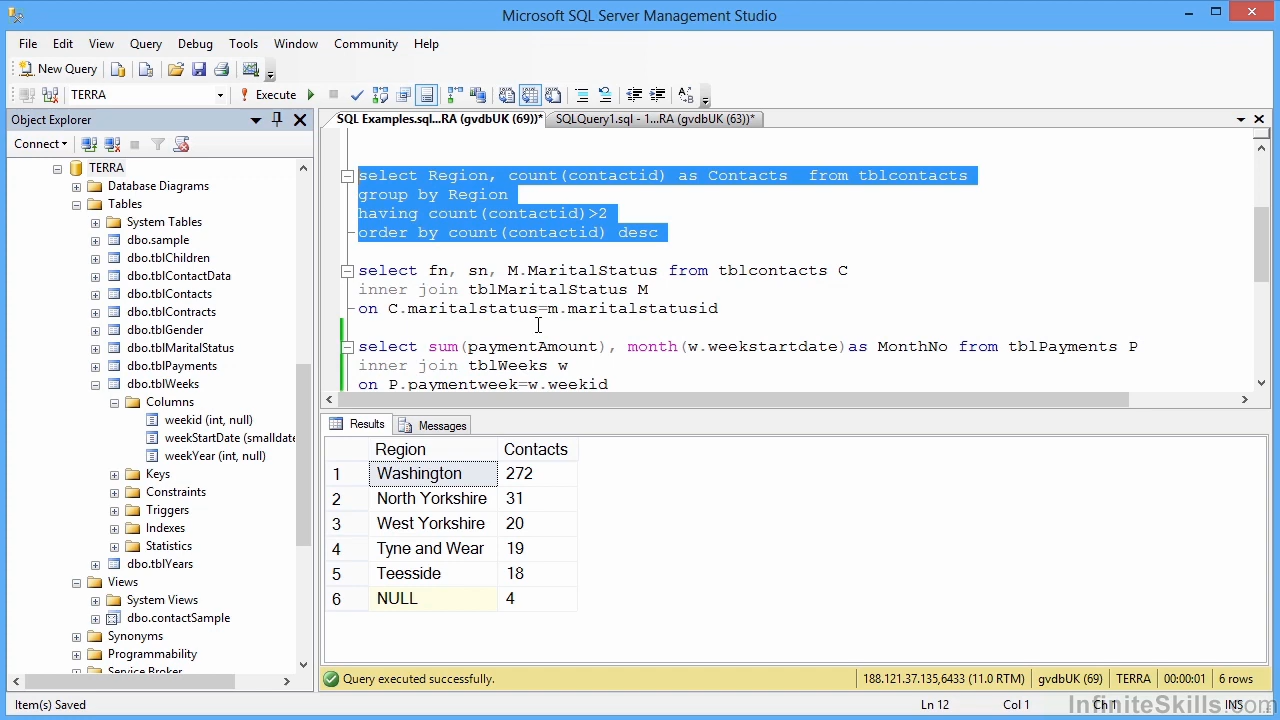 Microsoft SQL Server Management Studio
File Edit View Query Debug Tools Window Community Help
New Query
TERRA Execute
Object Explorer
SQL Examples.sql...RA (gvdbUK (69))* SQLQuery1.sql - 1...RA (gvdbUK (63))*
Connect
TERRA
Database Diagrams
Tables
System Tables
dbo.sample
dbo.tblChildren
dbo.tblContactData
dbo.tblContacts
dbo.tblContracts
dbo.tblGender
dbo.tblMaritalStatus
dbo.tblPayments
dbo.tblWeeks
Columns
weekid (int, null)
weekStartDate (smalldate
weekYear (int, null)
Keys
Constraints
Triggers
Indexes
Statistics
dbo.tblYears
Views
System Views
dbo.contactSample
Synonyms
Programmability
Service Broker
select Region, count(contactid) as Contacts  from tblcontacts
group by Region
having count(contactid)>2
order by count(contactid) desc
select fn, sn, M.MaritalStatus from tblcontacts C
inner join tblMaritalStatus M
on C.maritalstatus=m.maritalstatusid
select sum(paymentAmount), month(w.weekstartdate)as MonthNo from tblPayments P
inner join tblWeeks w
on P.paymentweek=w.weekid
Results Messages
Region Contacts
1 Washington 272
2 North Yorkshire 31
3 West Yorkshire 20
4 Tyne and Wear 19
5 Teesside 18
6 NULL 4
Query executed successfully. 188.121.37.135,6433 (11.0 RTM) gvdbUK (69) TERRA 00:00:01 6 rows
Item(s) Saved Ln 12 Col 1 Ch 1 INS
InfiniteSkills.com